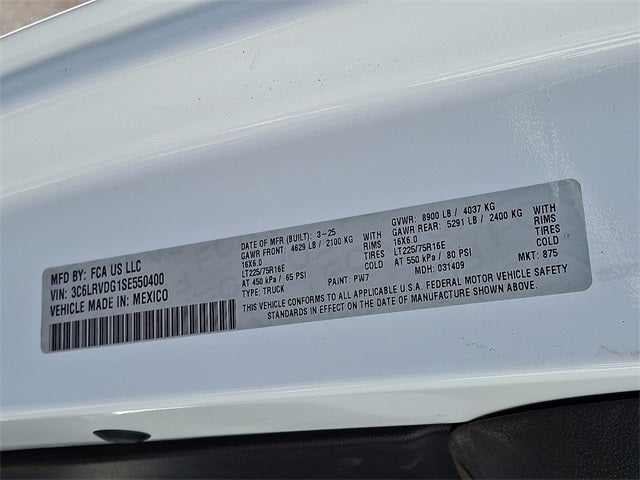 MFD BY: FCA US LLC
VIN: 3C6LRVDG1SE550400
VEHICLE MADE IN: MEXICO
DATE OF MFR (BUILT): 3-25
GAWR FRONT: 4629 LB / 2100 KG WITH
16X6.0 RIMS
LT225/75R16E TIRES
AT 450 kPa / 65 PSI COLD
TYPE: TRUCK PAINT: PW7
GVWR: 8900 LB / 4037 KG
GAWR REAR: 5291 LB / 2400 KG WITH
16X6.0 RIMS
LT225/75R16E TIRES
AT 550 kPa / 80 PSI COLD
MDH: 031409 MKT: 875
THIS VEHICLE CONFORMS TO ALL APPLICABLE U.S.A. FEDERAL MOTOR VEHICLE SAFETY
STANDARDS IN EFFECT ON THE DATE OF MANUFACTURE SHOWN ABOVE.